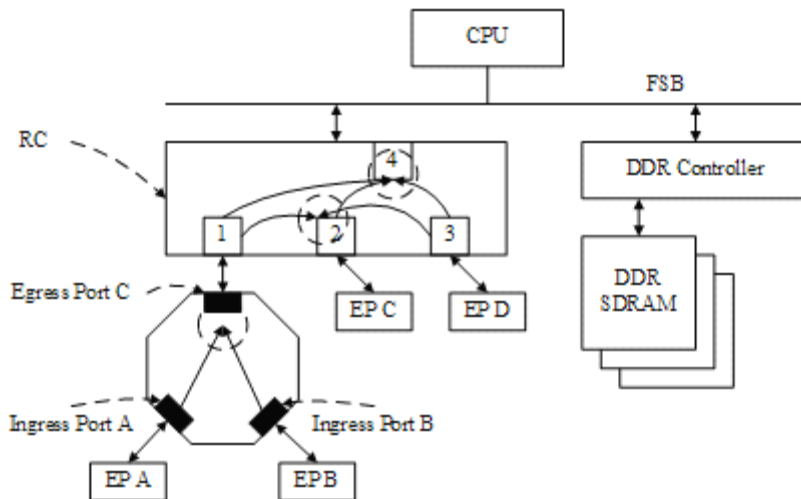 CPU
FSB
RC
4
DDR Controller
1
2
3
DDR
SDRAM
Egress Port C
EP C
EP D
Ingress Port A
Ingress Port B
EP A
EP B